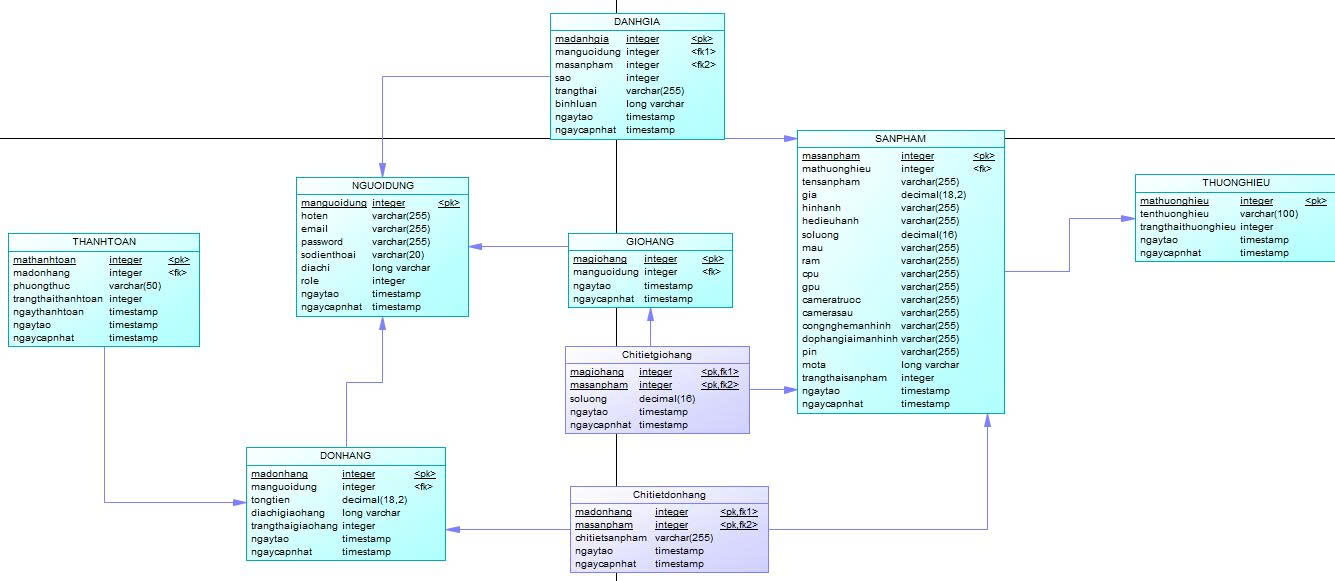 DANHGIA
madanhgia integer <pk>
manguoidung integer <fk1>
masanpham integer <fk2>
sao integer
trangthai varchar(255)
binhluan long varchar
ngaytao timestamp
ngaycapnhat timestamp
SANPHAM
masanpham integer <pk>
mathuonghieu integer <fk>
tensanpham varchar(255)
gia decimal(18,2)
hinhanh varchar(255)
hedieuhanh varchar(255)
soluong decimal(16)
mau varchar(255)
ram varchar(255)
cpu varchar(255)
gpu varchar(255)
cameratruoc varchar(255)
camerasau varchar(255)
congnghemanhinh varchar(255)
dophangiaimanhinh varchar(255)
pin varchar(255)
mota long varchar
trangthaisanpham integer
ngaytao timestamp
ngaycapnhat timestamp
THUONGHIEU
mathuonghieu integer <pk>
tenthuonghieu varchar(100)
trangthaithuonghieu integer
ngaytao timestamp
ngaycapnhat timestamp
NGUOIDUNG
manguoidung integer <pk>
hoten varchar(255)
email varchar(255)
password varchar(255)
sodienthoai varchar(20)
diachi long varchar
role integer
ngaytao timestamp
ngaycapnhat timestamp
THANHTOAN
mathanhtoan integer <pk>
madonhang integer <fk>
phuongthuc varchar(50)
trangthaithanhtoan integer
ngaythanhtoan timestamp
ngaytao timestamp
ngaycapnhat timestamp
GIOHANG
magiohang integer <pk>
manguoidung integer <fk>
ngaytao timestamp
ngaycapnhat timestamp
Chitietgiohang
magiohang integer <pk,fk1>
masanpham integer <pk,fk2>
soluong decimal(16)
ngaytao timestamp
ngaycapnhat timestamp
DONHANG
madonhang integer <pk>
manguoidung integer <fk>
tongtien decimal(18,2)
diachigiaohang long varchar
trangthaigiaohang integer
ngaytao timestamp
ngaycapnhat timestamp
Chitietdonhang
madonhang integer <pk,fk1>
masanpham integer <pk,fk2>
chitietsanpham varchar(255)
ngaytao timestamp
ngaycapnhat timestamp